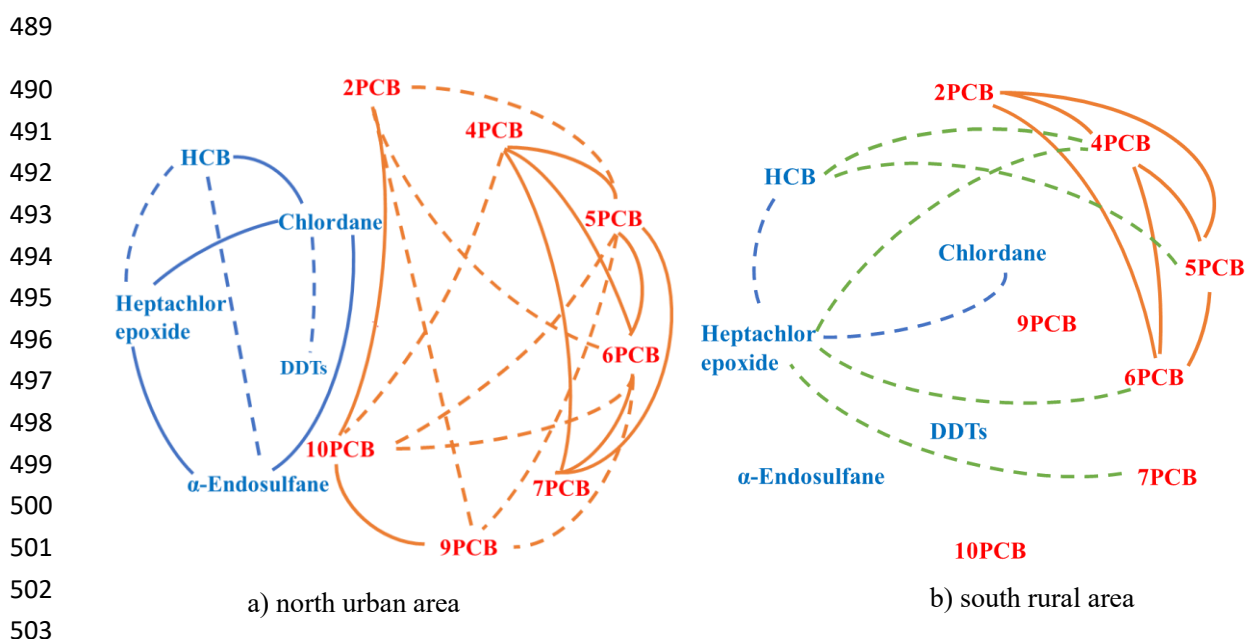 489
490
491
492
493
494
495
496
497
498
499
500
501
502
503
2PCB
4PCB
HCB
5PCB
Chlordane
Heptachlor
epoxide
6PCB
DDTs
10PCB
α-Endosulfane
7PCB
9PCB
a) north urban area
2PCB
4PCB
HCB
Chlordane
5PCB
9PCB
Heptachlor
epoxide
6PCB
DDTs
α-Endosulfane
7PCB
10PCB
b) south rural area